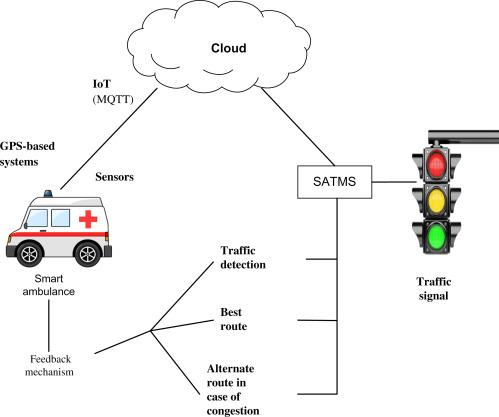 Cloud
IoT
(MQTT)
GPS-based
systems
Sensors
SATMS
Smart
ambulance
Traffic
signal
Traffic
detection
Best
route
Feedback
mechanism
Alternate
route in
case of
congestion